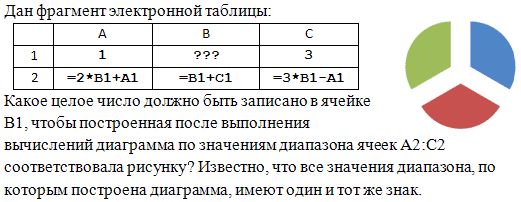 Дан фрагмент электронной таблицы:
A B C
1 1 ??? 3
2 =2*B1+A1 =B1+C1 =3*B1-A1
Какое целое число должно быть записано в ячейке
B1, чтобы построенная после выполнения
вычислений диаграмма по значениям диапазона ячеек A2:C2
соответствовала рисунку? Известно, что все значения диапазона, по
которым построена диаграмма, имеют один и тот же знак.